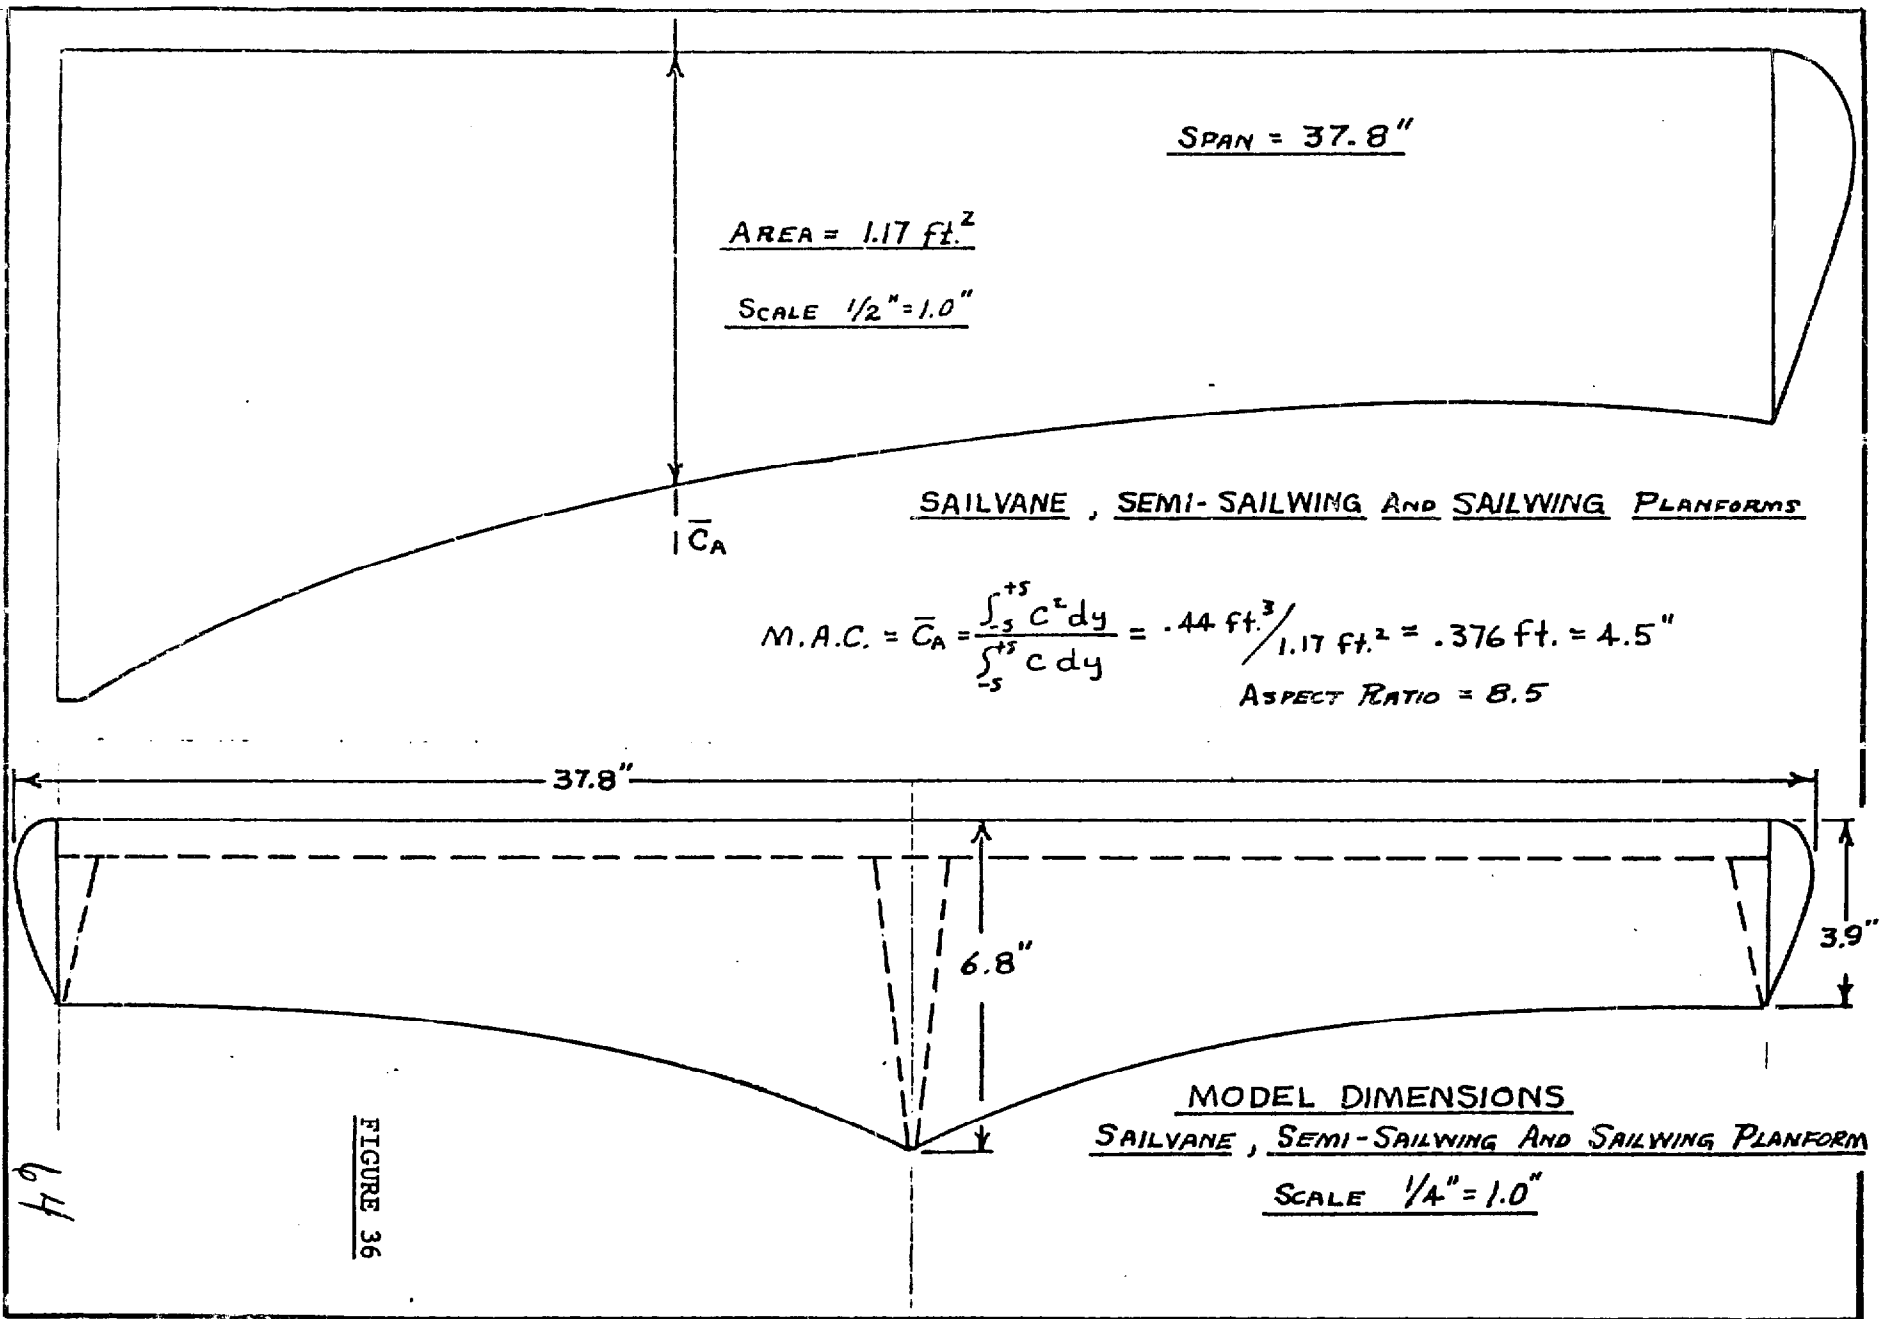 SPAN = 37.8"
AREA = 1.17 ft.²
SCALE 1/2" = 1.0"
C̅A
SAILVANE , SEMI-SAILWING AND SAILWING PLANFORMS
M.A.C. = C̅A = ∫-s+s C² dy / ∫-s+s C dy = .44 ft.³/1.17 ft.² = .376 ft. = 4.5"
ASPECT RATIO = 8.5
37.8"
6.8"
3.9"
MODEL DIMENSIONS
SAILVANE , SEMI-SAILWING AND SAILWING PLANFORM
SCALE 1/4" = 1.0"
FIGURE 36
64